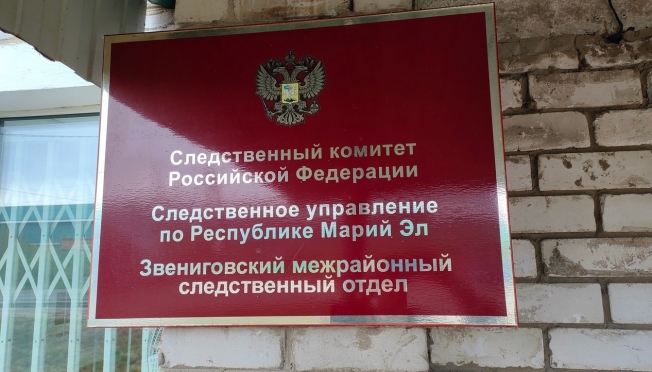 Следственный комитет
Российской Федерации
Следственное управление
по Республике Марий Эл
Звениговский межрайонный
следственный отдел